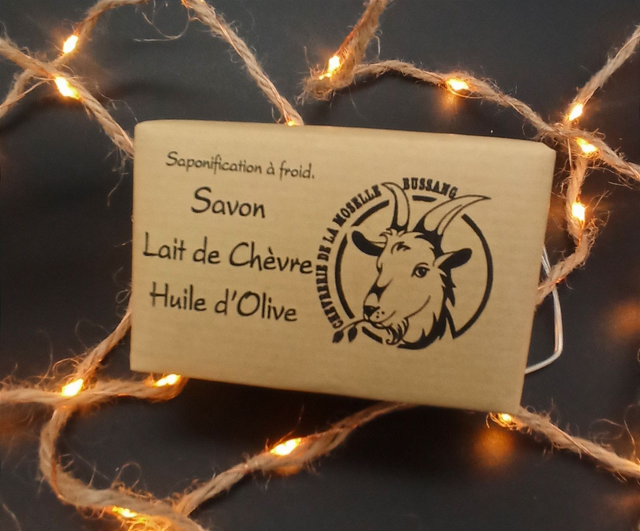 Saponification à froid.
Savon
Lait de Chèvre
Huile d'Olive
CHEVRERIE DE LA MOSELLE
BUSSANG